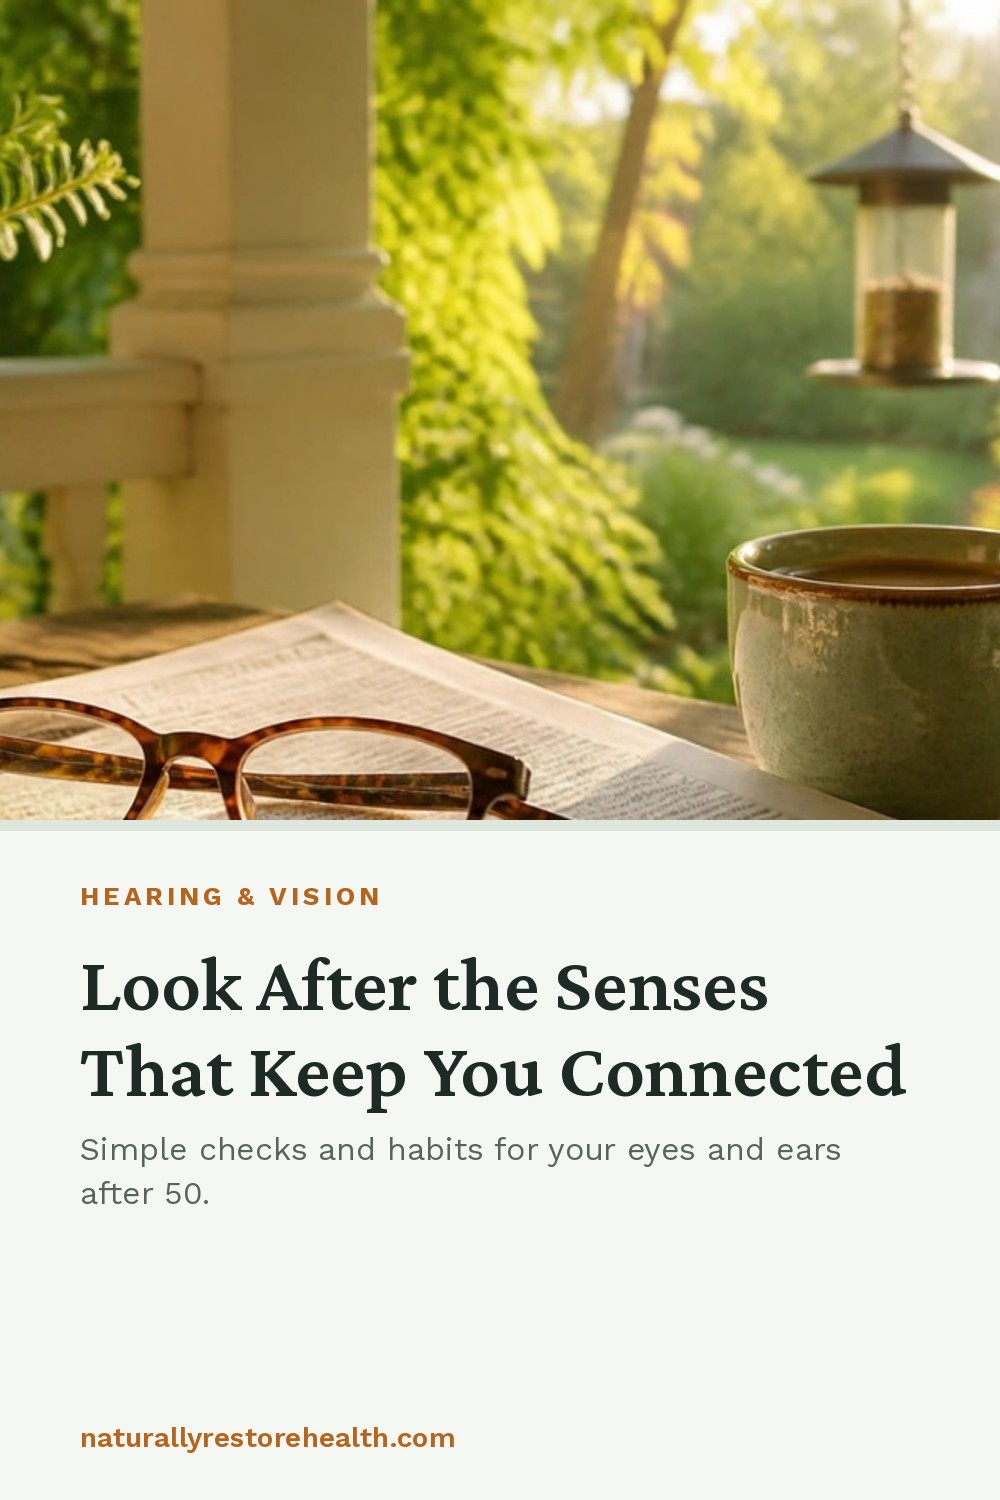 HEARING & VISION
Look After the Senses
That Keep You Connected
Simple checks and habits for your eyes and ears
after 50.
naturallyrestorehealth.com